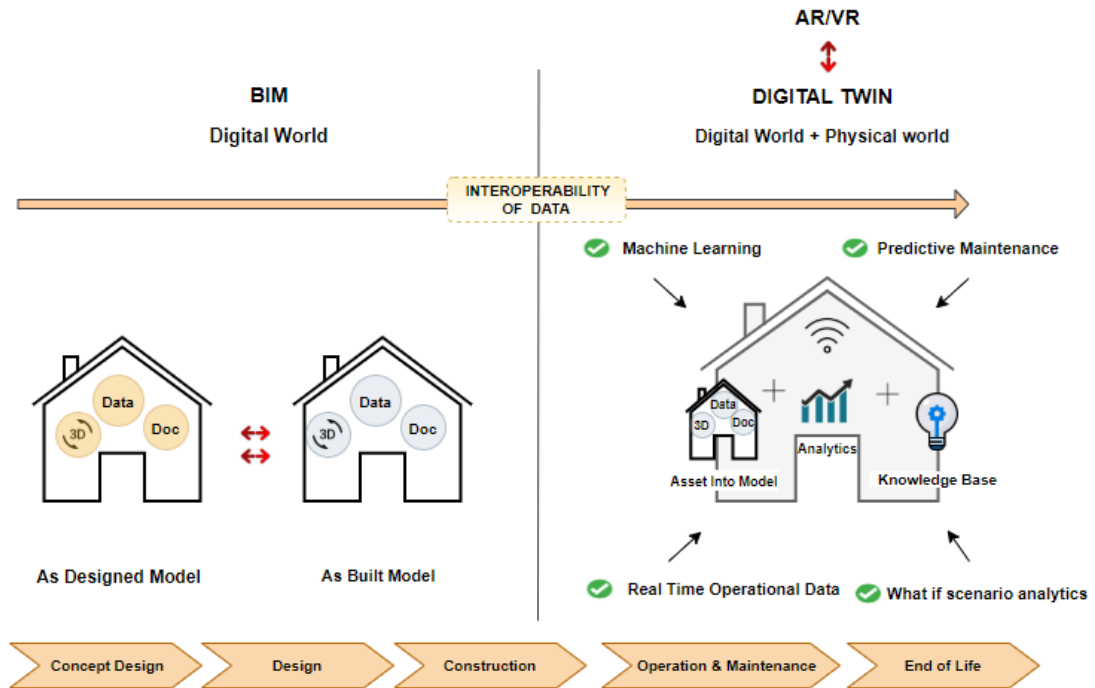 AR/VR
BIM
DIGITAL TWIN
Digital World
Digital World + Physical world
INTEROPERABILITY
OF DATA
Machine Learning
Predictive Maintenance
Data
3D
Doc
Data
3D
Doc
Data
3D
Doc
Analytics
Asset Into Model
Knowledge Base
As Designed Model
As Built Model
Real Time Operational Data
What if scenario analytics
Concept Design
Design
Construction
Operation & Maintenance
End of Life